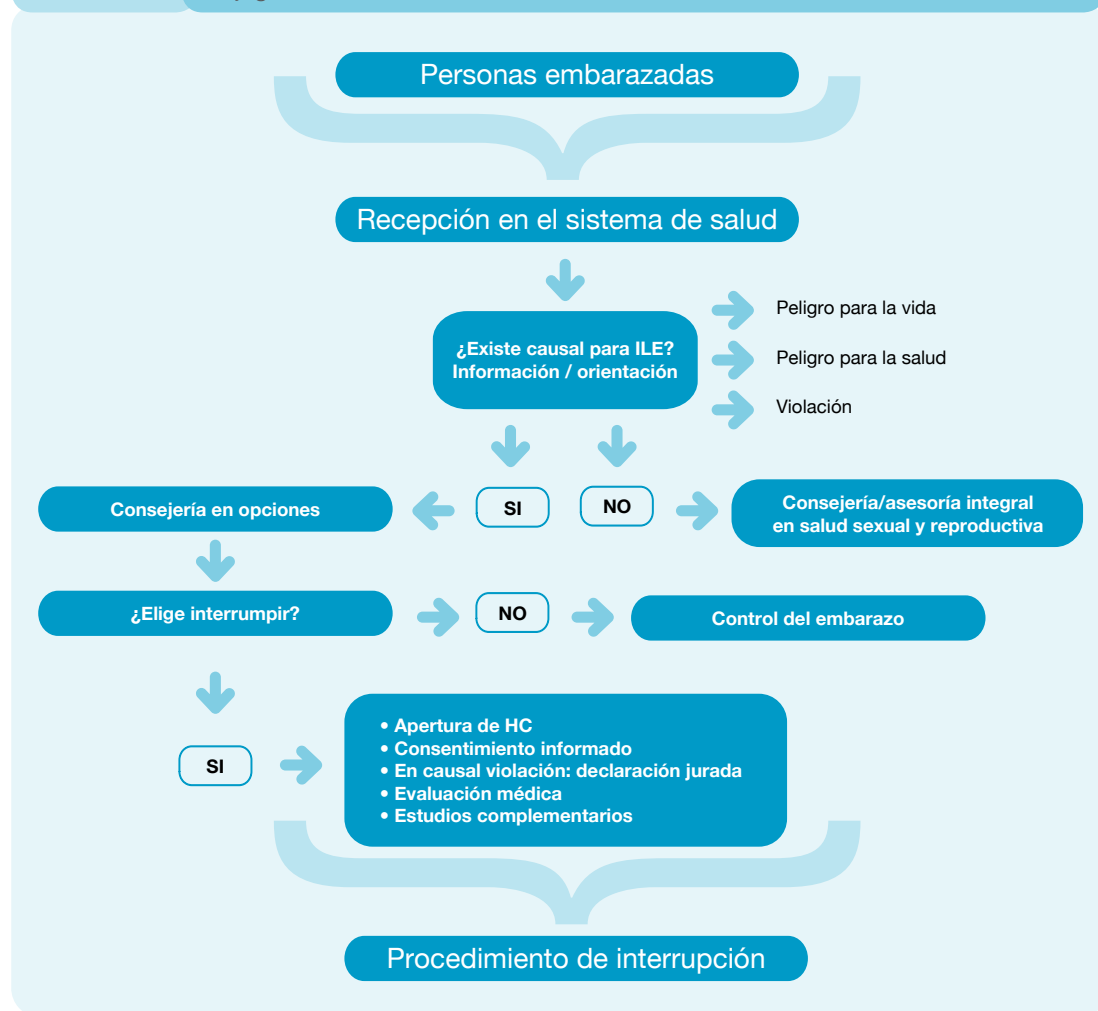 Personas embarazadas
Recepción en el sistema de salud
¿Existe causal para ILE?
Información / orientación
Peligro para la vida
Peligro para la salud
Violación
SI
NO
Consejería en opciones
Consejería/asesoría integral
en salud sexual y reproductiva
¿Elige interrumpir?
NO
Control del embarazo
SI
• Apertura de HC
• Consentimiento informado
• En causal violación: declaración jurada
• Evaluación médica
• Estudios complementarios
Procedimiento de interrupción